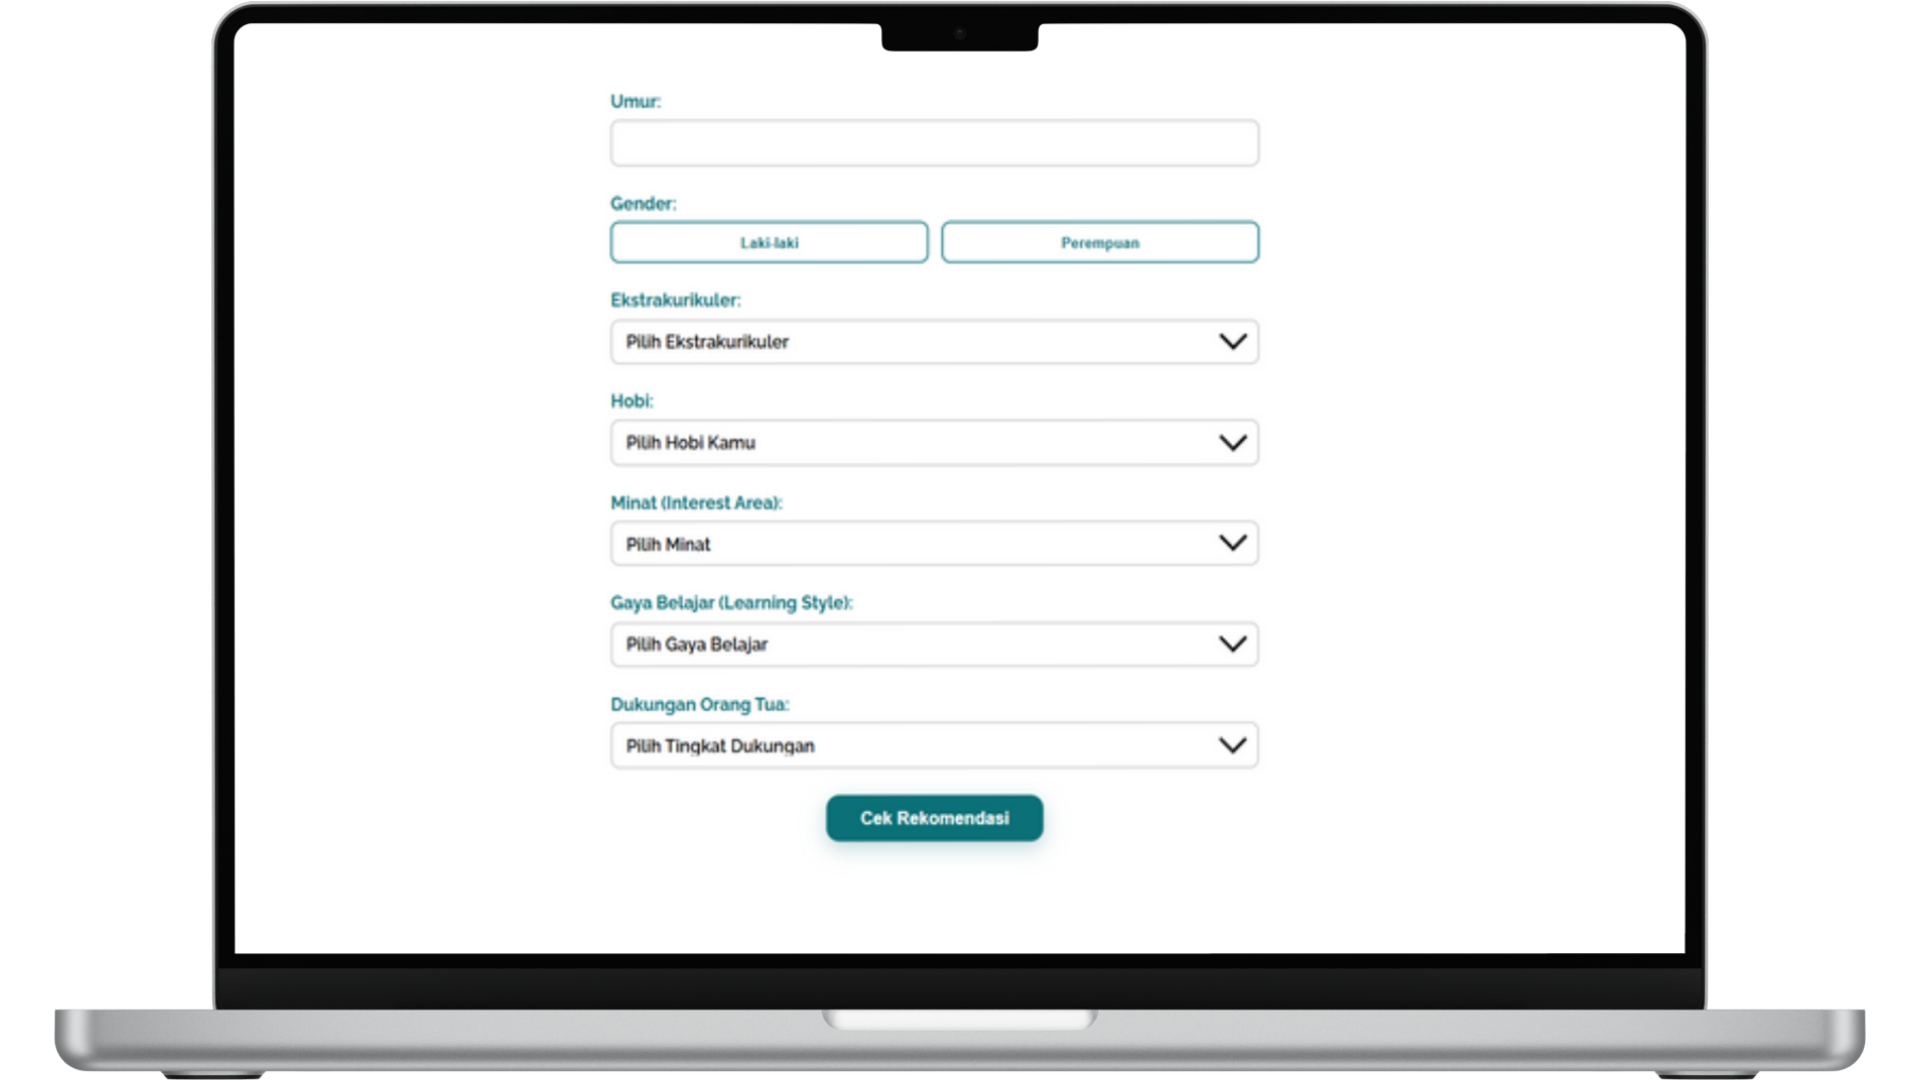 Umur:
Gender:
Laki-laki
Perempuan
Ekstrakurikuler:
Pilih Ekstrakurikuler
Hobi:
Pilih Hobi Kamu
Minat (Interest Area):
Pilih Minat
Gaya Belajar (Learning Style):
Pilih Gaya Belajar
Dukungan Orang Tua:
Pilih Tingkat Dukungan
Cek Rekomendasi